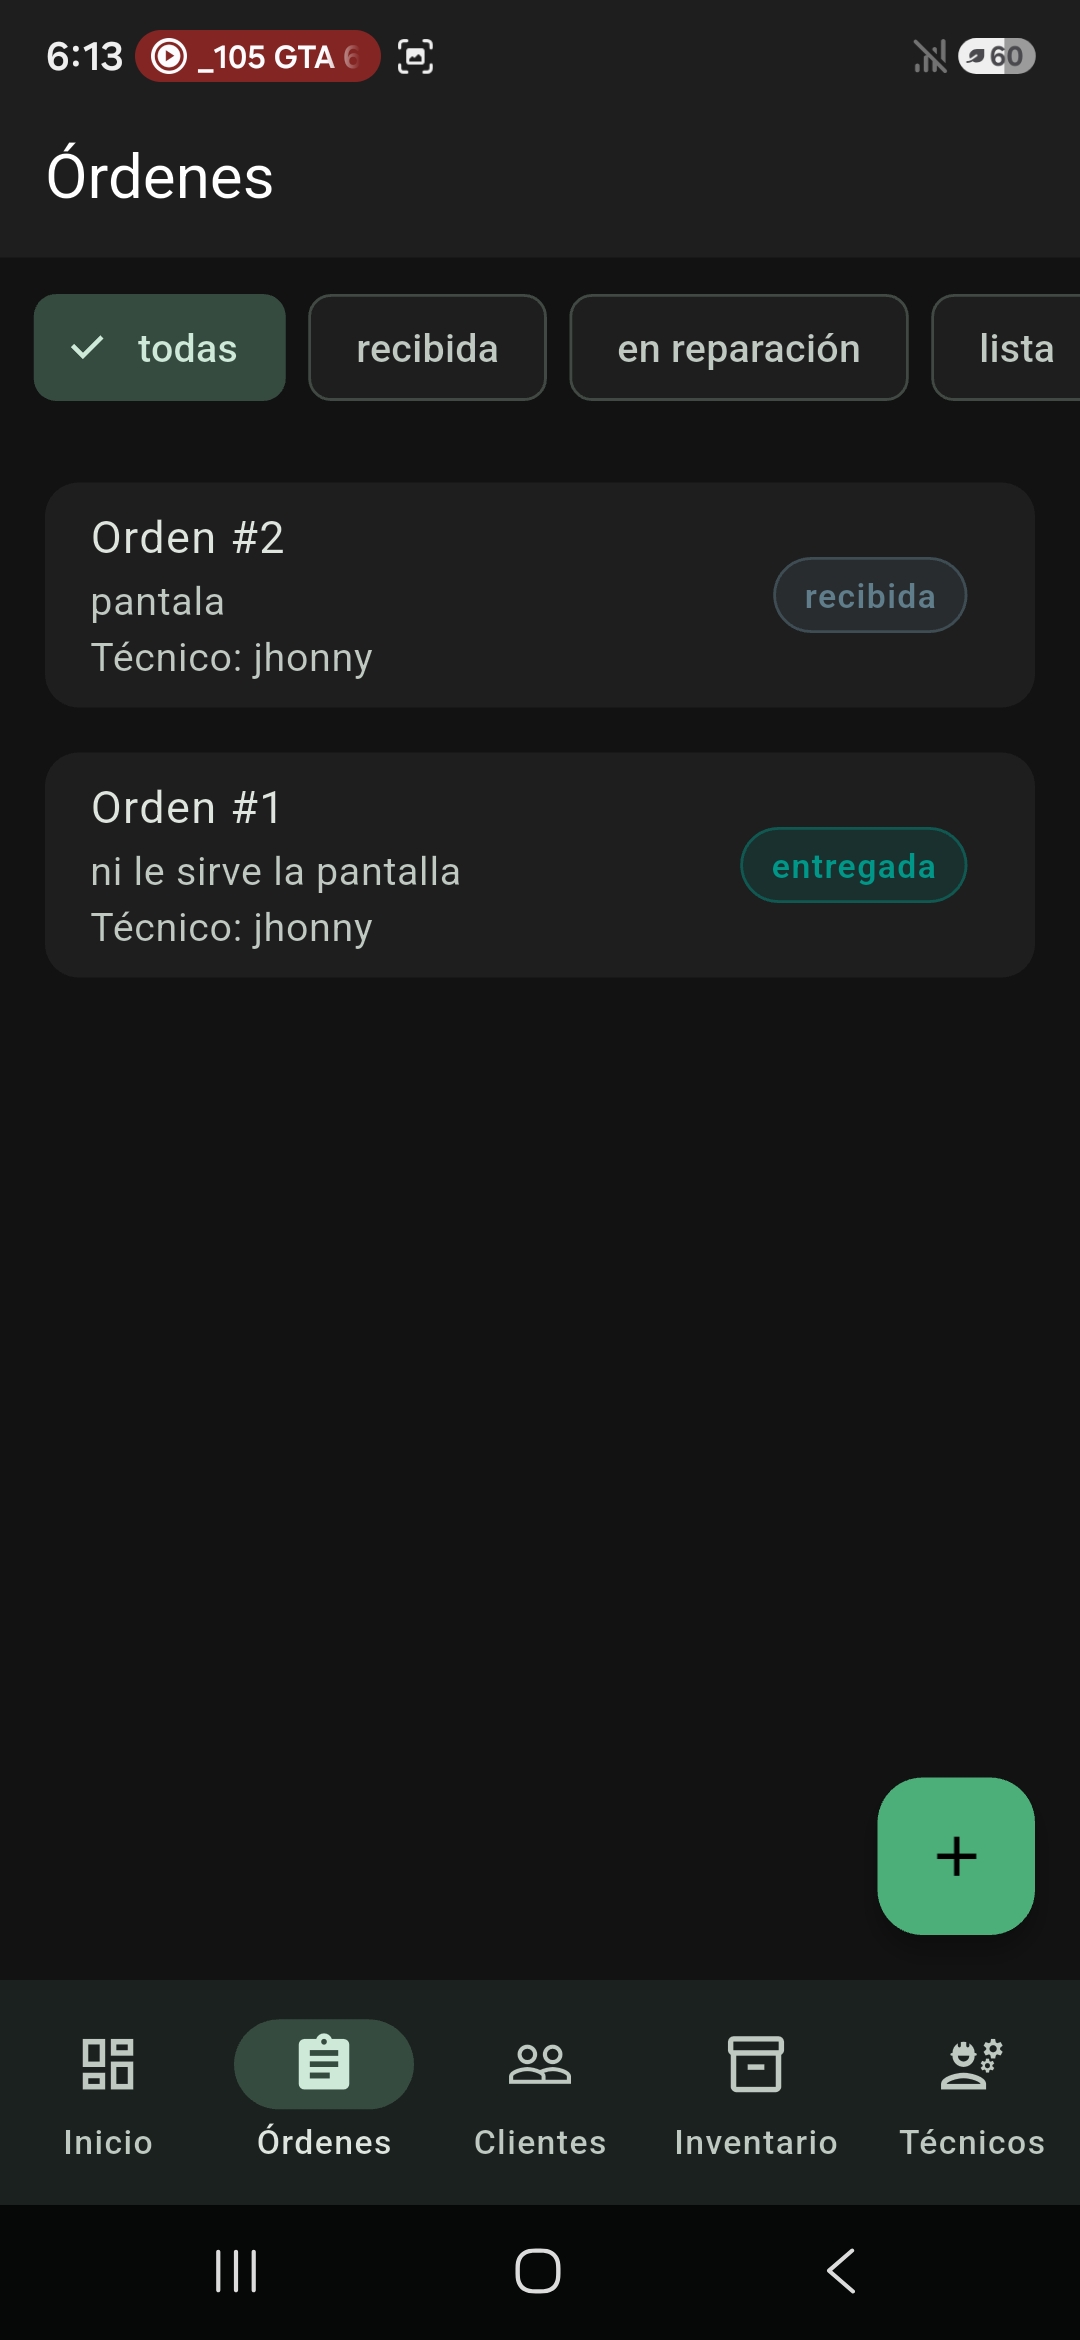 6:13 _105 GTA 6 60
Órdenes
todas recibida en reparación lista
Orden #2
pantala
Técnico: jhonny
recibida
Orden #1
ni le sirve la pantalla
Técnico: jhonny
entregada
Inicio Órdenes Clientes Inventario Técnicos